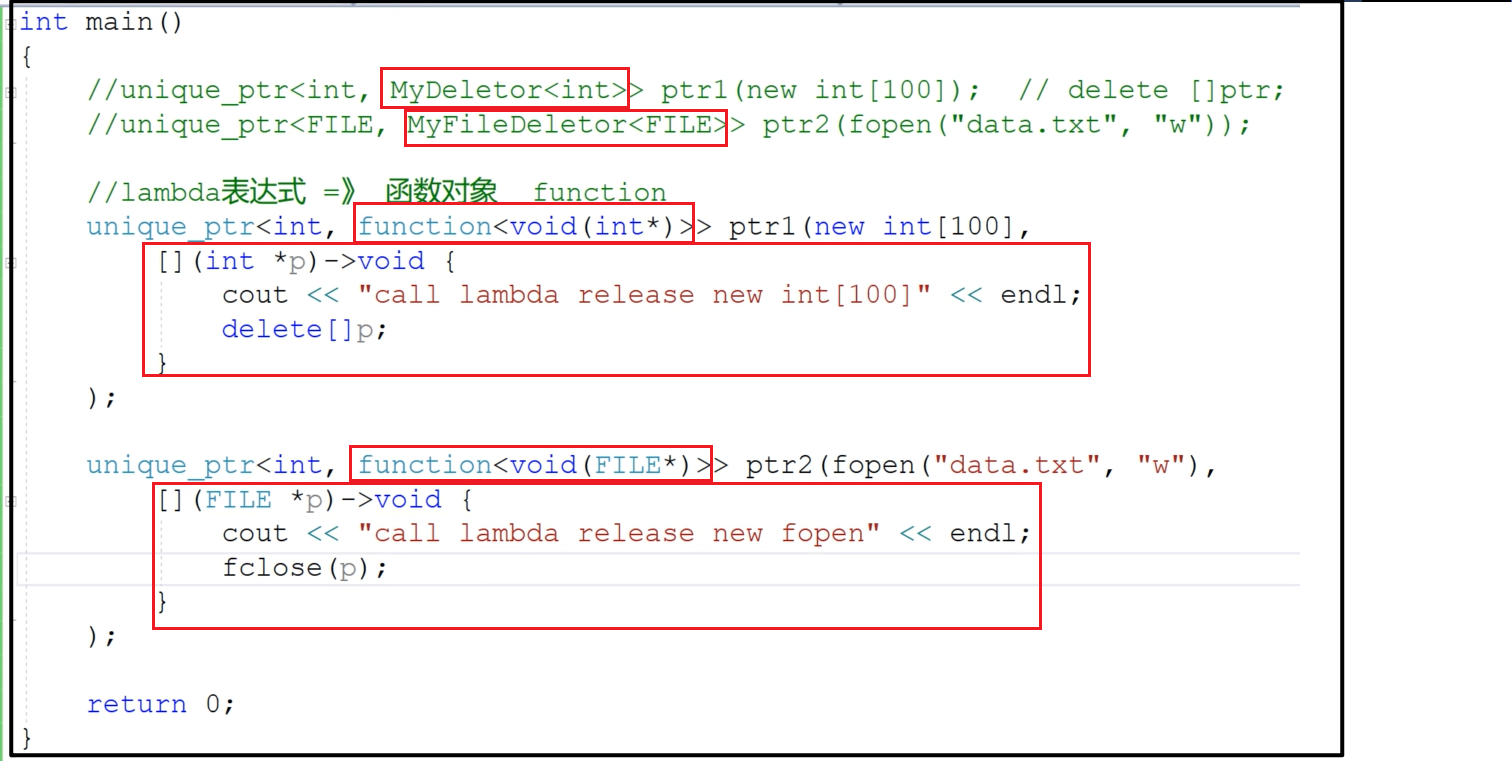 int main()
{
//unique_ptr<int, MyDeletor<int>> ptr1(new int[100]);  // delete []ptr;
//unique_ptr<FILE, MyFileDeletor<FILE>> ptr2(fopen("data.txt", "w"));
//lambda表达式 =》 函数对象  function
unique_ptr<int, function<void(int*)>> ptr1(new int[100],
[](int *p)->void {
cout << "call lambda release new int[100]" << endl;
delete[]p;
}
);
unique_ptr<int, function<void(FILE*)>> ptr2(fopen("data.txt", "w"),
[](FILE *p)->void {
cout << "call lambda release new fopen" << endl;
fclose(p);
}
);
return 0;
}